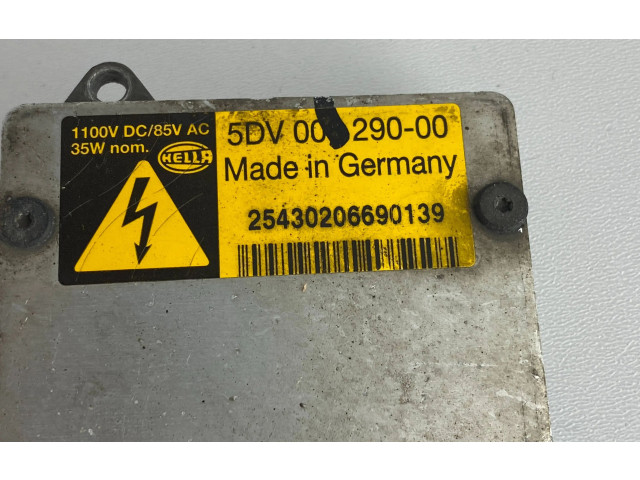 1100V DC/85V AC
35W nom.
HELLA
5DV 00 290-00
Made in Germany
25430206690139